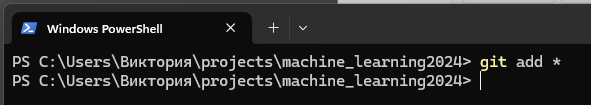 Windows PowerShell
PS C:\Users\Виктория\projects\machine_learning2024> git add *
PS C:\Users\Виктория\projects\machine_learning2024>